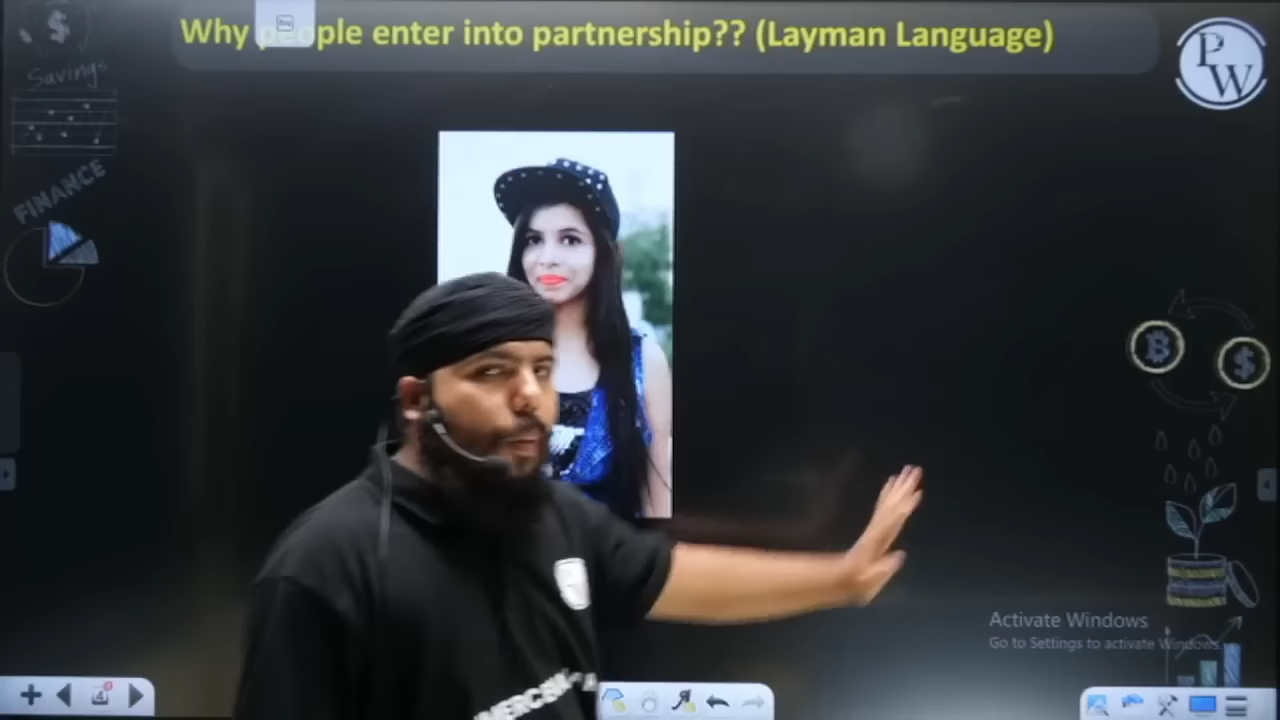 Why people enter into partnership?? (Layman Language)
PW
Savings
FINANCE
Activate Windows
Go to Settings to activate Windows.